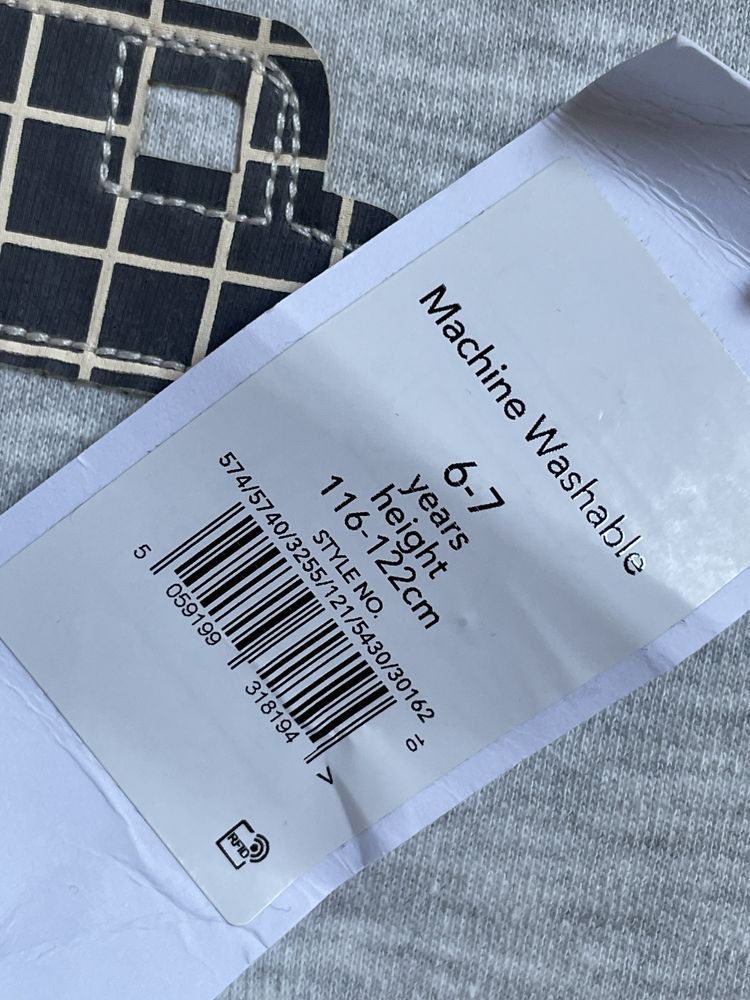 Machine Washable
6-7
years
height
116-122cm
STYLE NO.
574/5740/3255/121/5430/30162
10
5 059199 318194 >
RFID